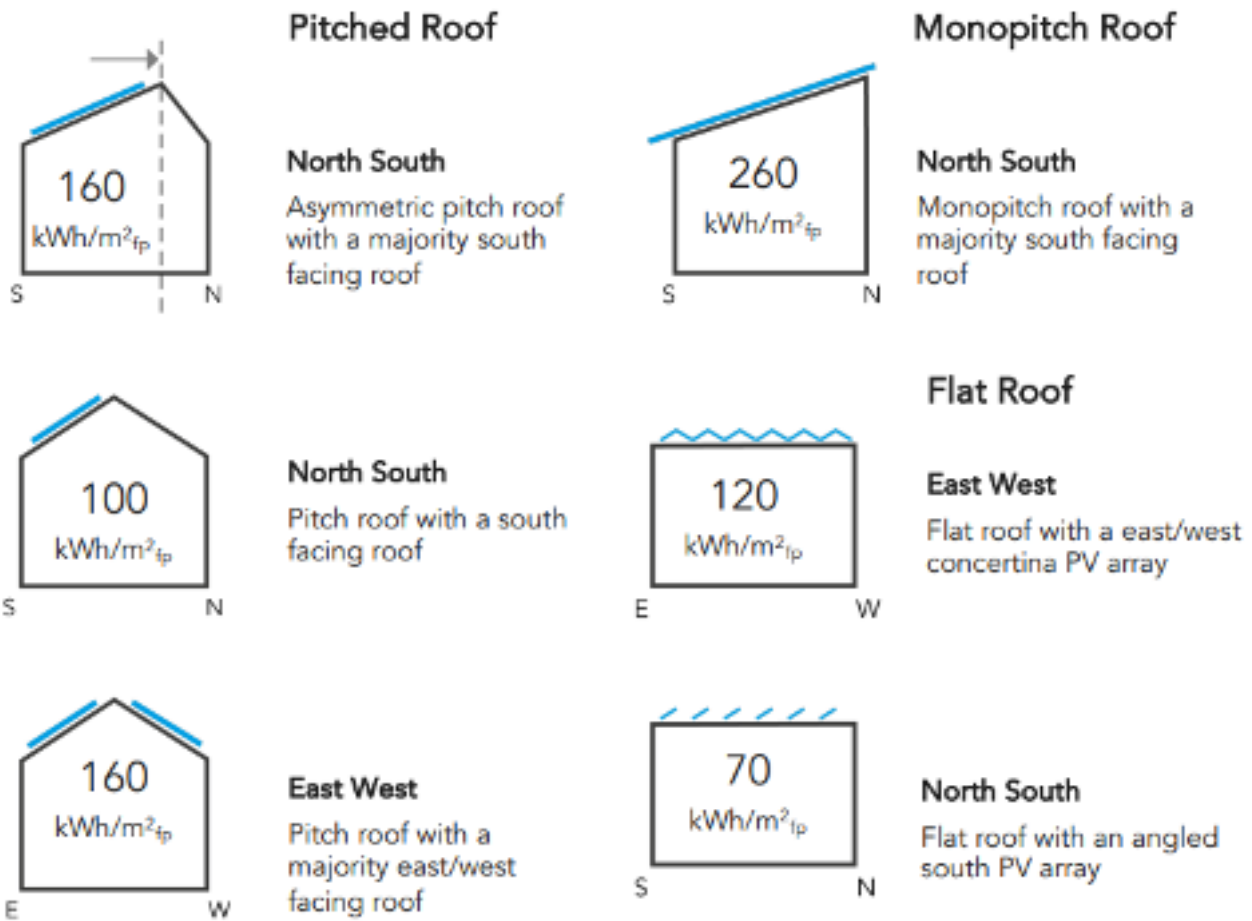 Pitched Roof
160
kWh/m²fp
S
N
North South
Asymmetric pitch roof
with a majority south
facing roof
100
kWh/m²fp
S
N
North South
Pitch roof with a south
facing roof
160
kWh/m²fp
E
W
East West
Pitch roof with a
majority east/west
facing roof
Monopitch Roof
260
kWh/m²fp
S
N
North South
Monopitch roof with a
majority south facing
roof
Flat Roof
120
kWh/m²fp
E
W
East West
Flat roof with a east/west
concertina PV array
70
kWh/m²fp
S
N
North South
Flat roof with an angled
south PV array